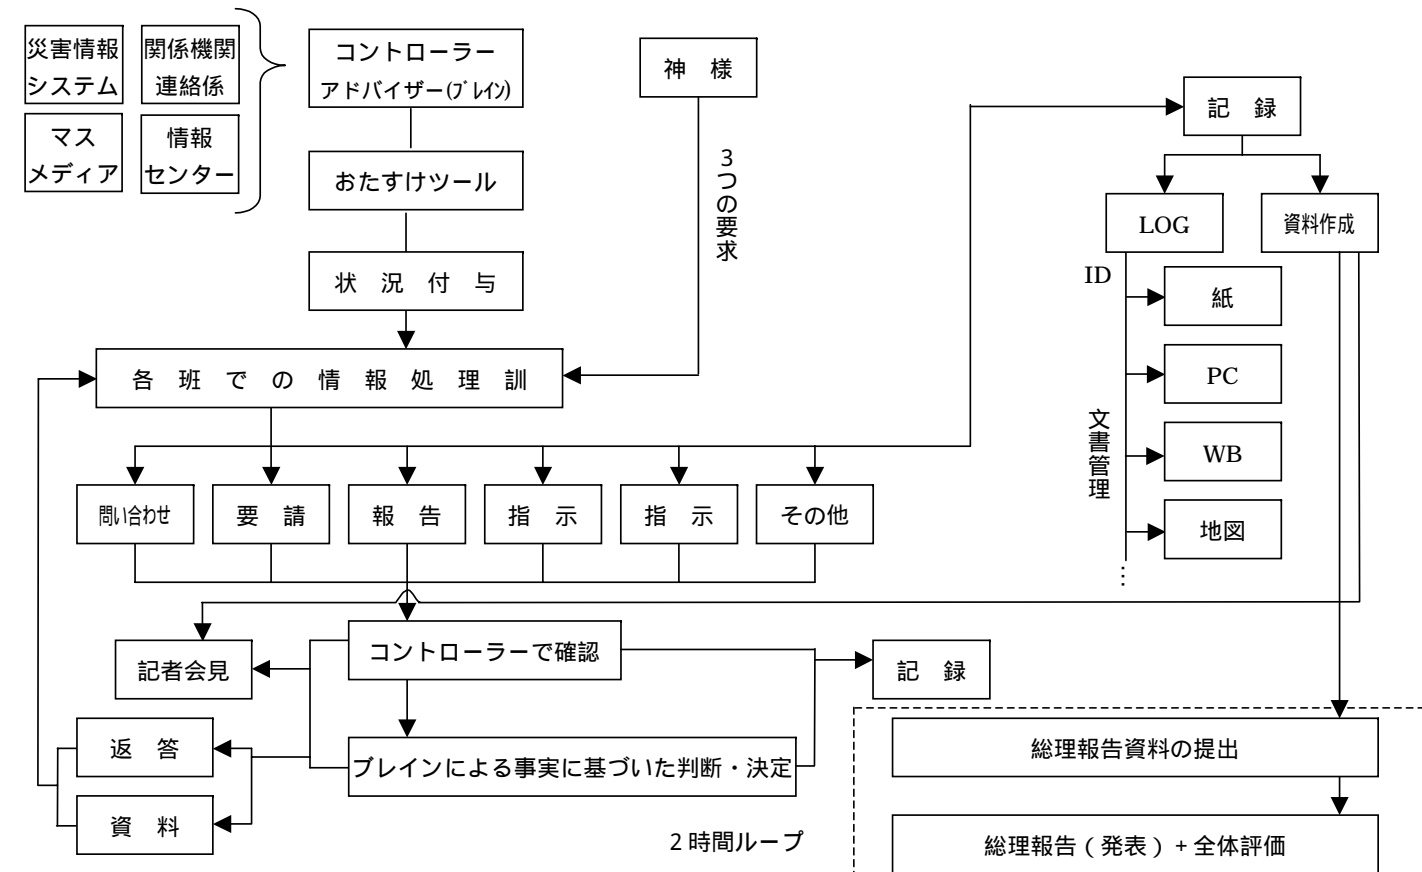 災害情報
システム
関係機関
連絡係
マス
メディア
情報
センター
コントローラー
アドバイザー(ﾌﾞﾚｲﾝ)
おたすけツール
状 況 付 与
神 様
3つの要求
各 班 で の 情 報 処 理 訓
記 録
LOG
資料作成
ID
紙
PC
WB
地図
文書管理
…
問い合わせ
要 請
報 告
指 示
指 示
その他
コントローラーで確認
記者会見
記 録
返 答
資 料
ブレインによる事実に基づいた判断・決定
2時間ループ
総理報告資料の提出
総理報告(発表)+全体評価